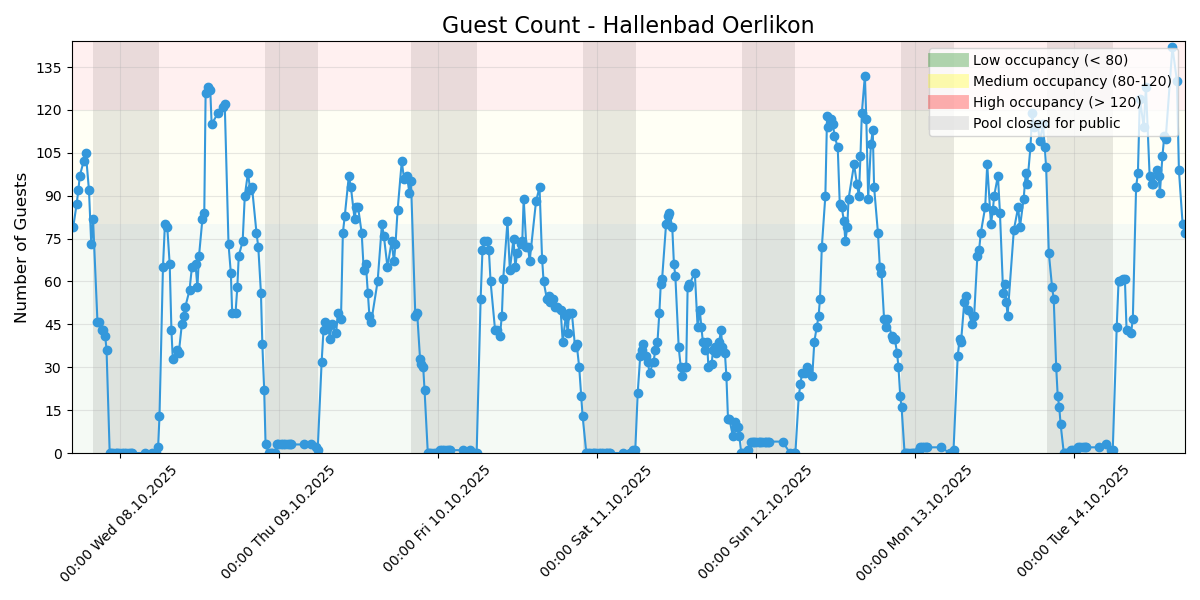 Guest Count - Hallenbad Oerlikon
Number of Guests
135
120
105
90
75
60
45
30
15
0
Low occupancy (< 80)
Medium occupancy (80-120)
High occupancy (> 120)
Pool closed for public
00:00 Wed 08.10.2025
00:00 Thu 09.10.2025
00:00 Fri 10.10.2025
00:00 Sat 11.10.2025
00:00 Sun 12.10.2025
00:00 Mon 13.10.2025
00:00 Tue 14.10.2025